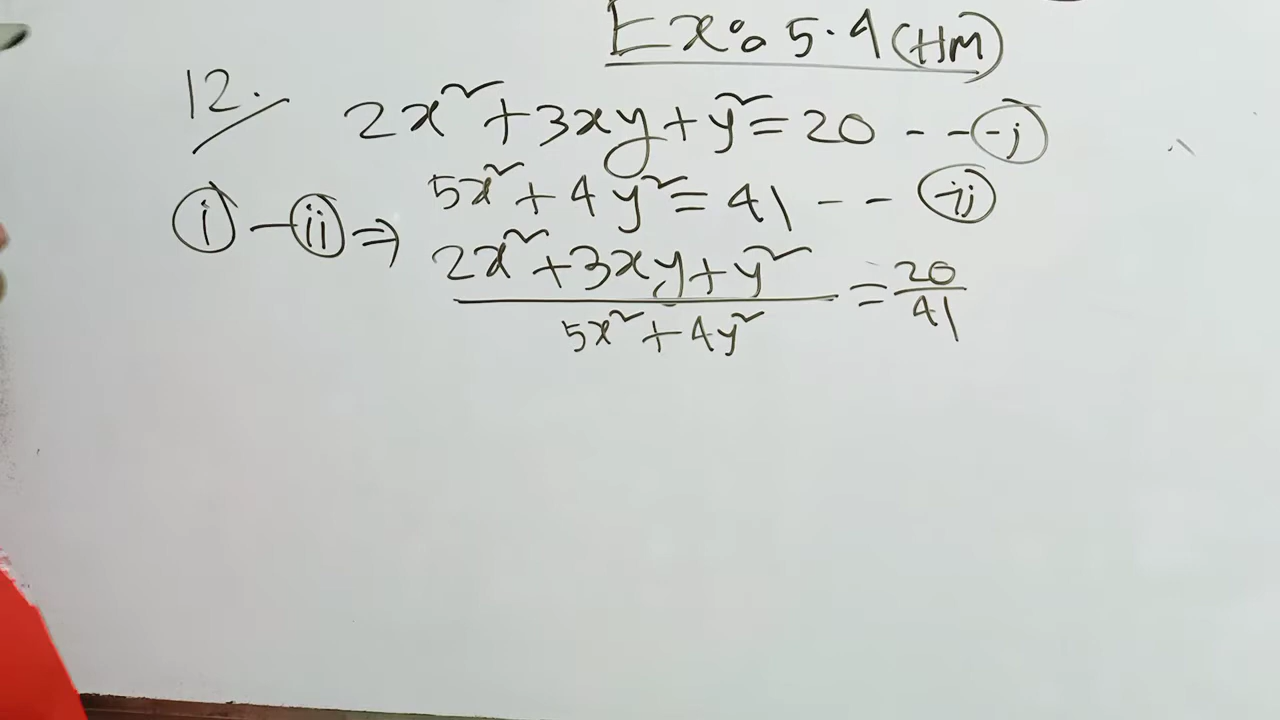 Ex: 5.4 (HM)
12. 2x² + 3xy + y² = 20 - - - (i)
5x² + 4y² = 41 - - (ii)
(i) - (ii) ⇒ (2x² + 3xy + y²) / (5x² + 4y²) = 20/41